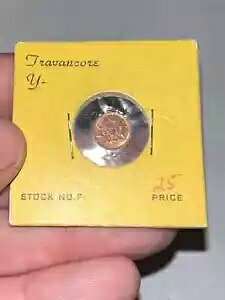 Travancore
Y-
25
STOCK NO.F: PRICE